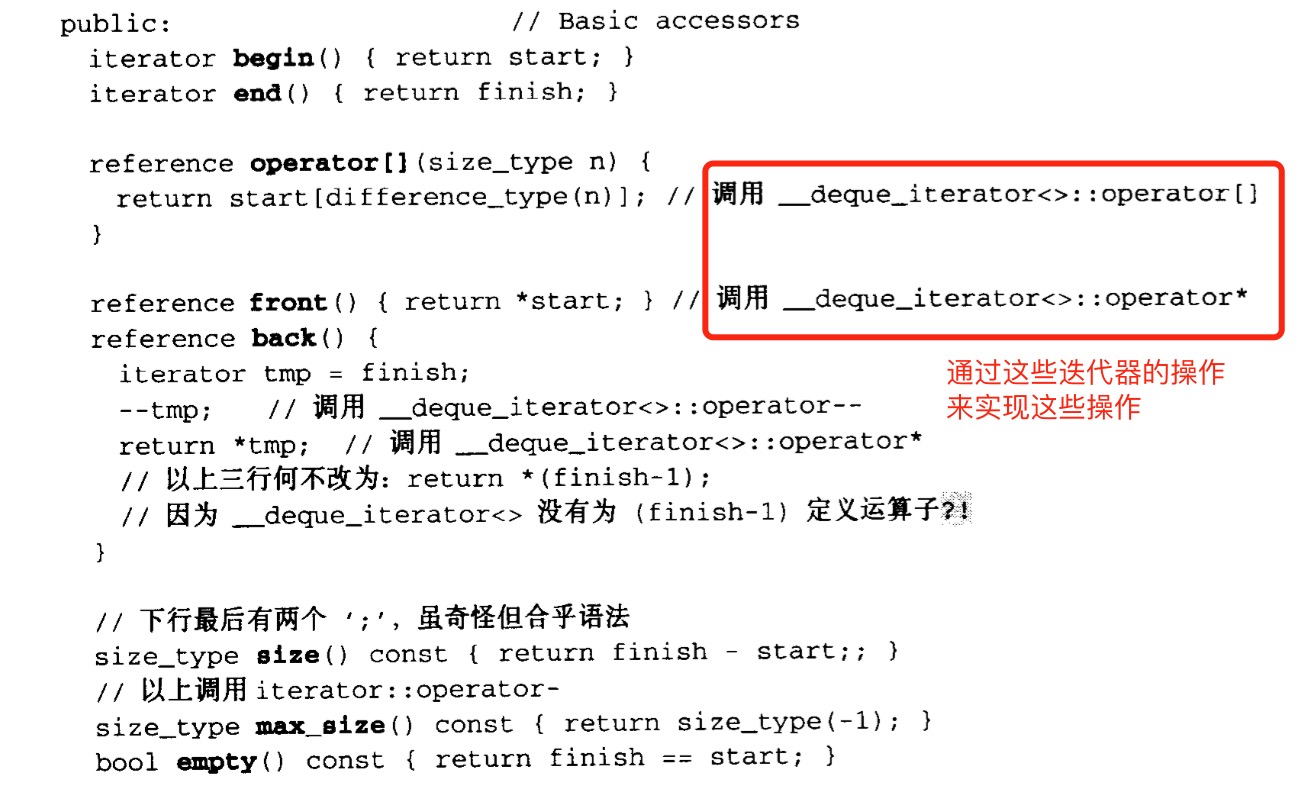 public: // Basic accessors
iterator begin() { return start; }
iterator end() { return finish; }
reference operator[](size_type n) {
return start[difference_type(n)]; // 调用 __deque_iterator<>::operator[]
}
reference front() { return *start; } // 调用 __deque_iterator<>::operator*
reference back() {
iterator tmp = finish;
--tmp; // 调用 __deque_iterator<>::operator--
return *tmp; // 调用 __deque_iterator<>::operator*
// 以上三行何不改为：return *(finish-1);
// 因为 __deque_iterator<> 没有为 (finish-1) 定义运算子?!
}
通过这些迭代器的操作
来实现这些操作
// 下行最后有两个 ';'，虽奇怪但合乎语法
size_type size() const { return finish - start;; }
// 以上调用 iterator::operator-
size_type max_size() const { return size_type(-1); }
bool empty() const { return finish == start; }